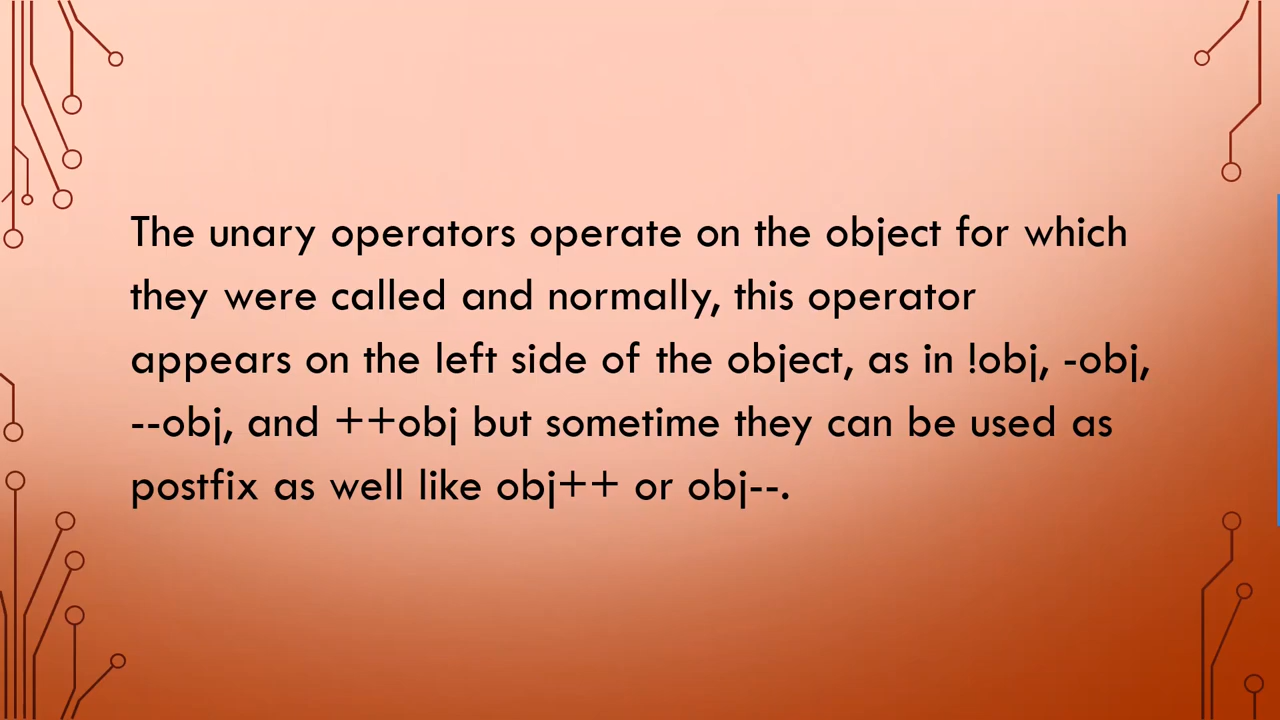 The unary operators operate on the object for which
they were called and normally, this operator
appears on the left side of the object, as in !obj, -obj,
--obj, and ++obj but sometime they can be used as
postfix as well like obj++ or obj--.